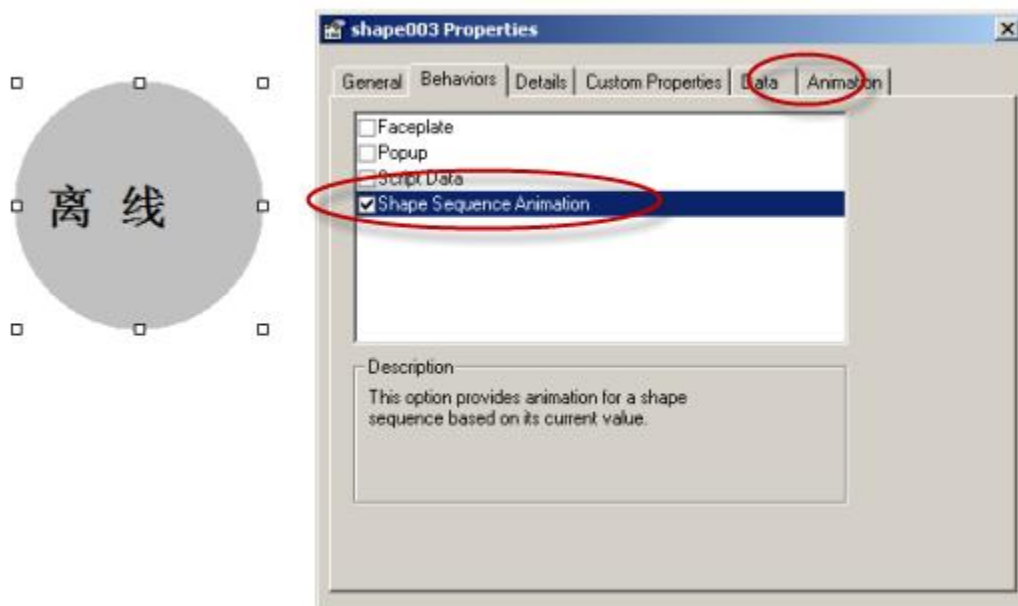 离 线
shape003 Properties
General Behaviors Details Custom Properties Data Animation
Faceplate
Popup
Script Data
Shape Sequence Animation
Description
This option provides animation for a shape
sequence based on its current value.